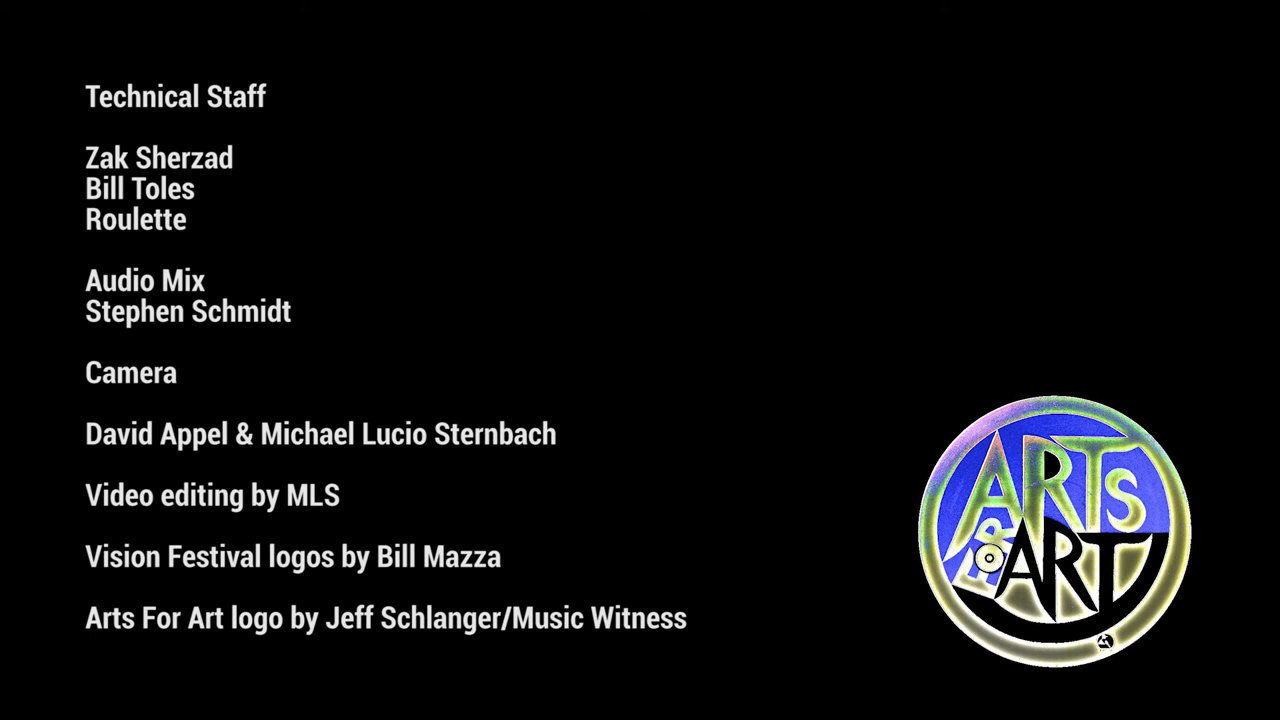 Technical Staff
Zak Sherzad
Bill Toles
Roulette
Audio Mix
Stephen Schmidt
Camera
David Appel & Michael Lucio Sternbach
Video editing by MLS
Vision Festival logos by Bill Mazza
Arts For Art logo by Jeff Schlanger/Music Witness
ARTS
FOR
ART